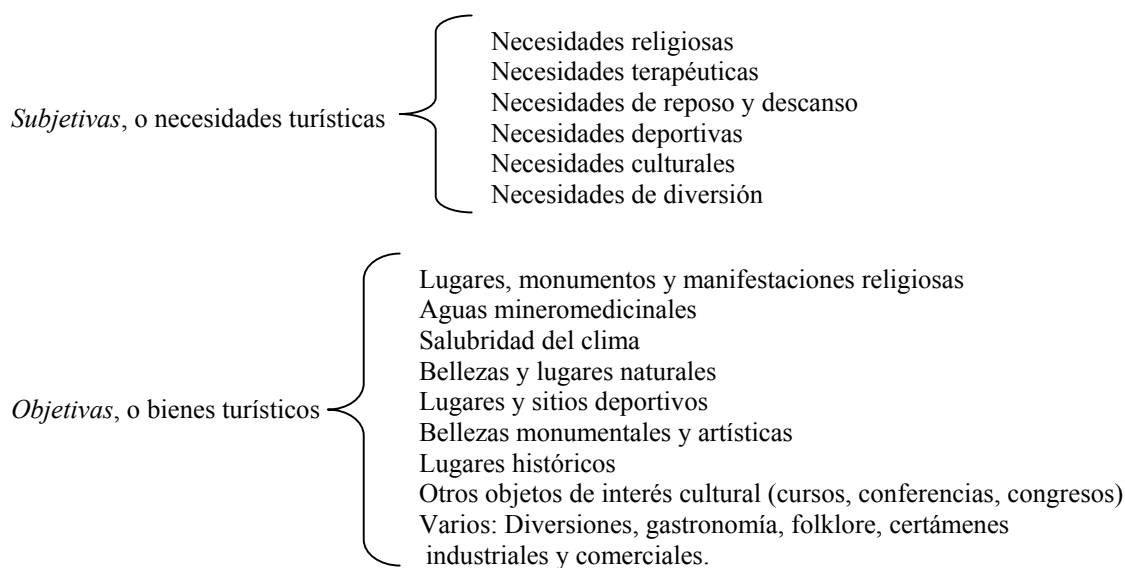 Necesidades religiosas
Necesidades terapéuticas
Necesidades de reposo y descanso
Subjetivas, o necesidades turísticas
Necesidades deportivas
Necesidades culturales
Necesidades de diversión
Lugares, monumentos y manifestaciones religiosas
Aguas mineromedicinales
Salubridad del clima
Bellezas y lugares naturales
Lugares y sitios deportivos
Objetivas, o bienes turísticos
Bellezas monumentales y artísticas
Lugares históricos
Otros objetos de interés cultural (cursos, conferencias, congresos)
Varios: Diversiones, gastronomía, folklore, certámenes
industriales y comerciales.